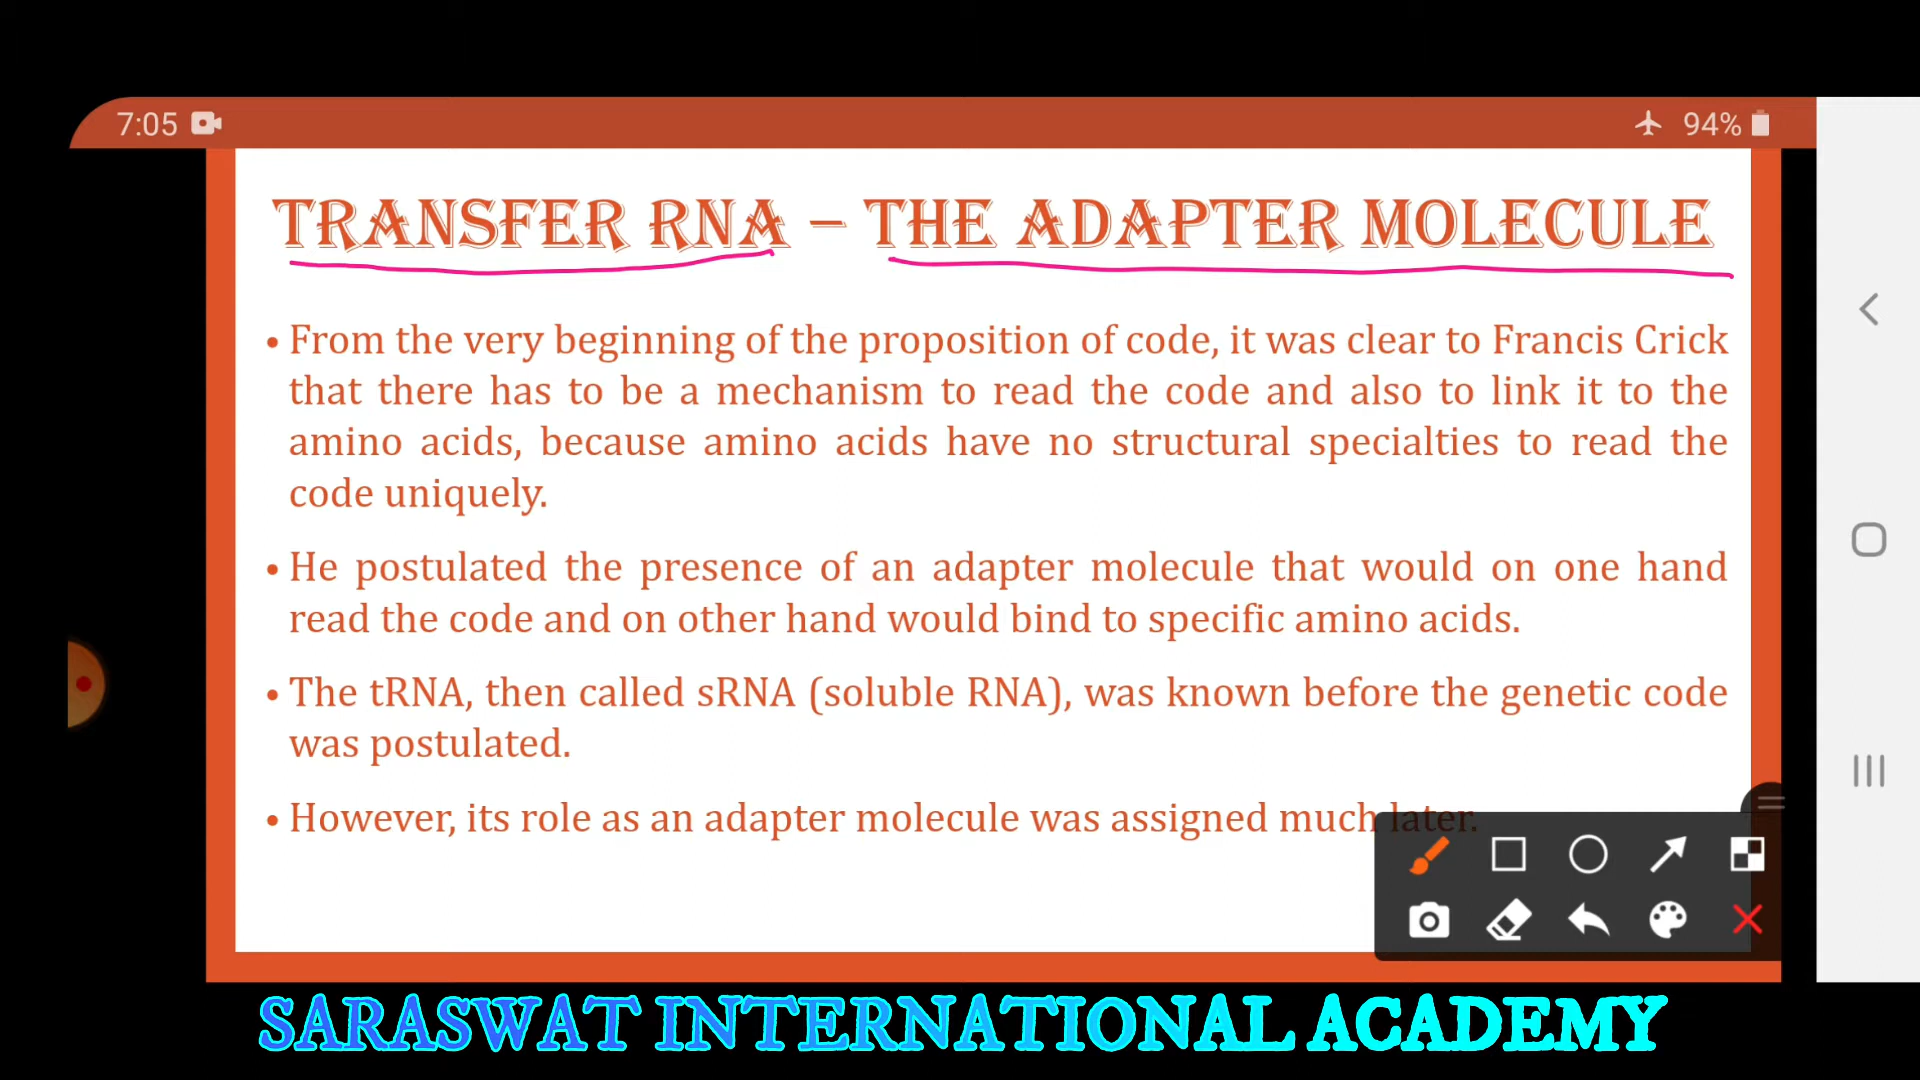 7:05
94%
TRANSFER RNA – THE ADAPTER MOLECULE
• From the very beginning of the proposition of code, it was clear to Francis Crick
that there has to be a mechanism to read the code and also to link it to the
amino acids, because amino acids have no structural specialties to read the
code uniquely.
• He postulated the presence of an adapter molecule that would on one hand
read the code and on other hand would bind to specific amino acids.
• The tRNA, then called sRNA (soluble RNA), was known before the genetic code
was postulated.
• However, its role as an adapter molecule was assigned much later.
SARASWAT INTERNATIONAL ACADEMY